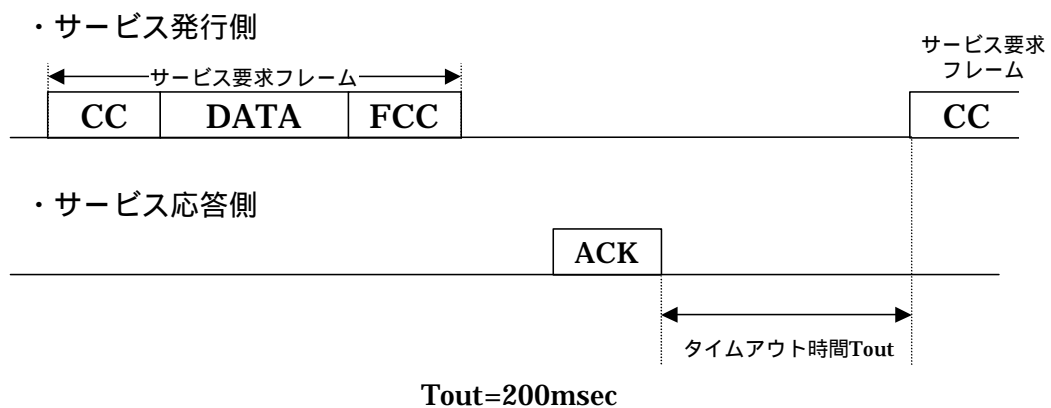 ・サービス発行側
サービス要求
フレーム
サービス要求フレーム
CC DATA FCC CC
・サービス応答側
ACK
タイムアウト時間Tout
Tout=200msec